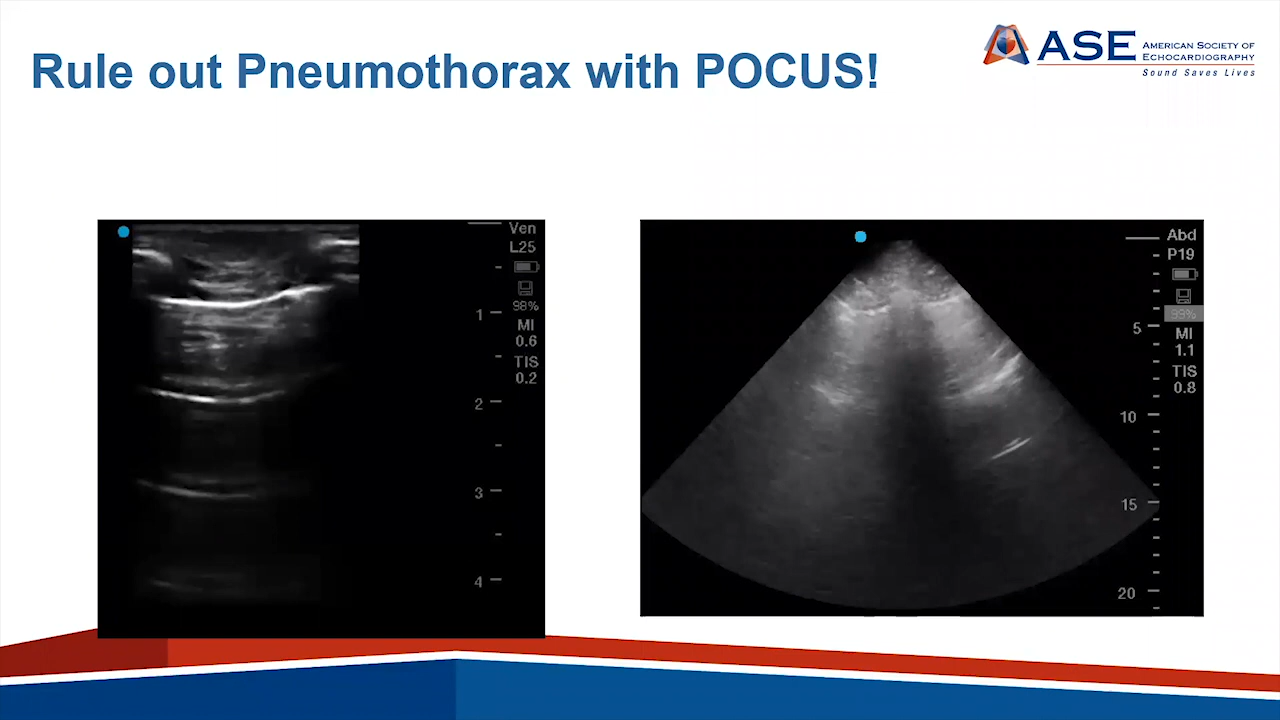 Rule out Pneumothorax with POCUS!
ASE
AMERICAN SOCIETY OF
ECHOCARDIOGRAPHY
Sound Saves Lives
Ven
L25
98%
1
MI
0.6
TIS
0.2
2
3
4
Abd
P19
99%
5
MI
1.1
TIS
0.8
10
15
20